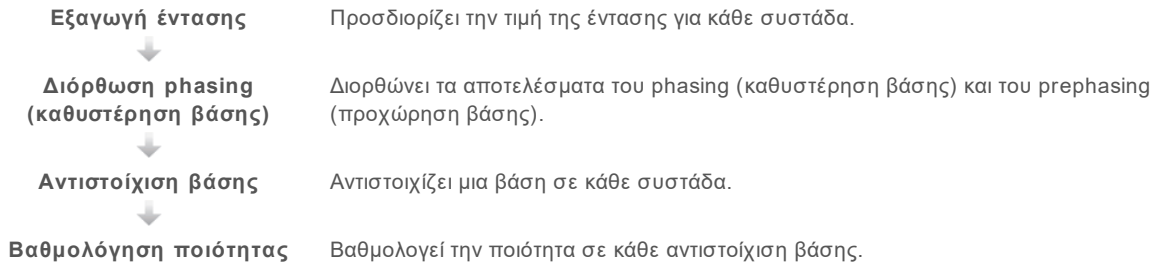 Εξαγωγή έντασης
Προσδιορίζει την τιμή της έντασης για κάθε συστάδα.
Διόρθωση phasing
(καθυστέρηση βάσης)
Διορθώνει τα αποτελέσματα του phasing (καθυστέρηση βάσης) και του prephasing
(προχώρηση βάσης).
Αντιστοίχιση βάσης
Αντιστοιχίζει μια βάση σε κάθε συστάδα.
Βαθμολόγηση ποιότητας
Βαθμολογεί την ποιότητα σε κάθε αντιστοίχιση βάσης.